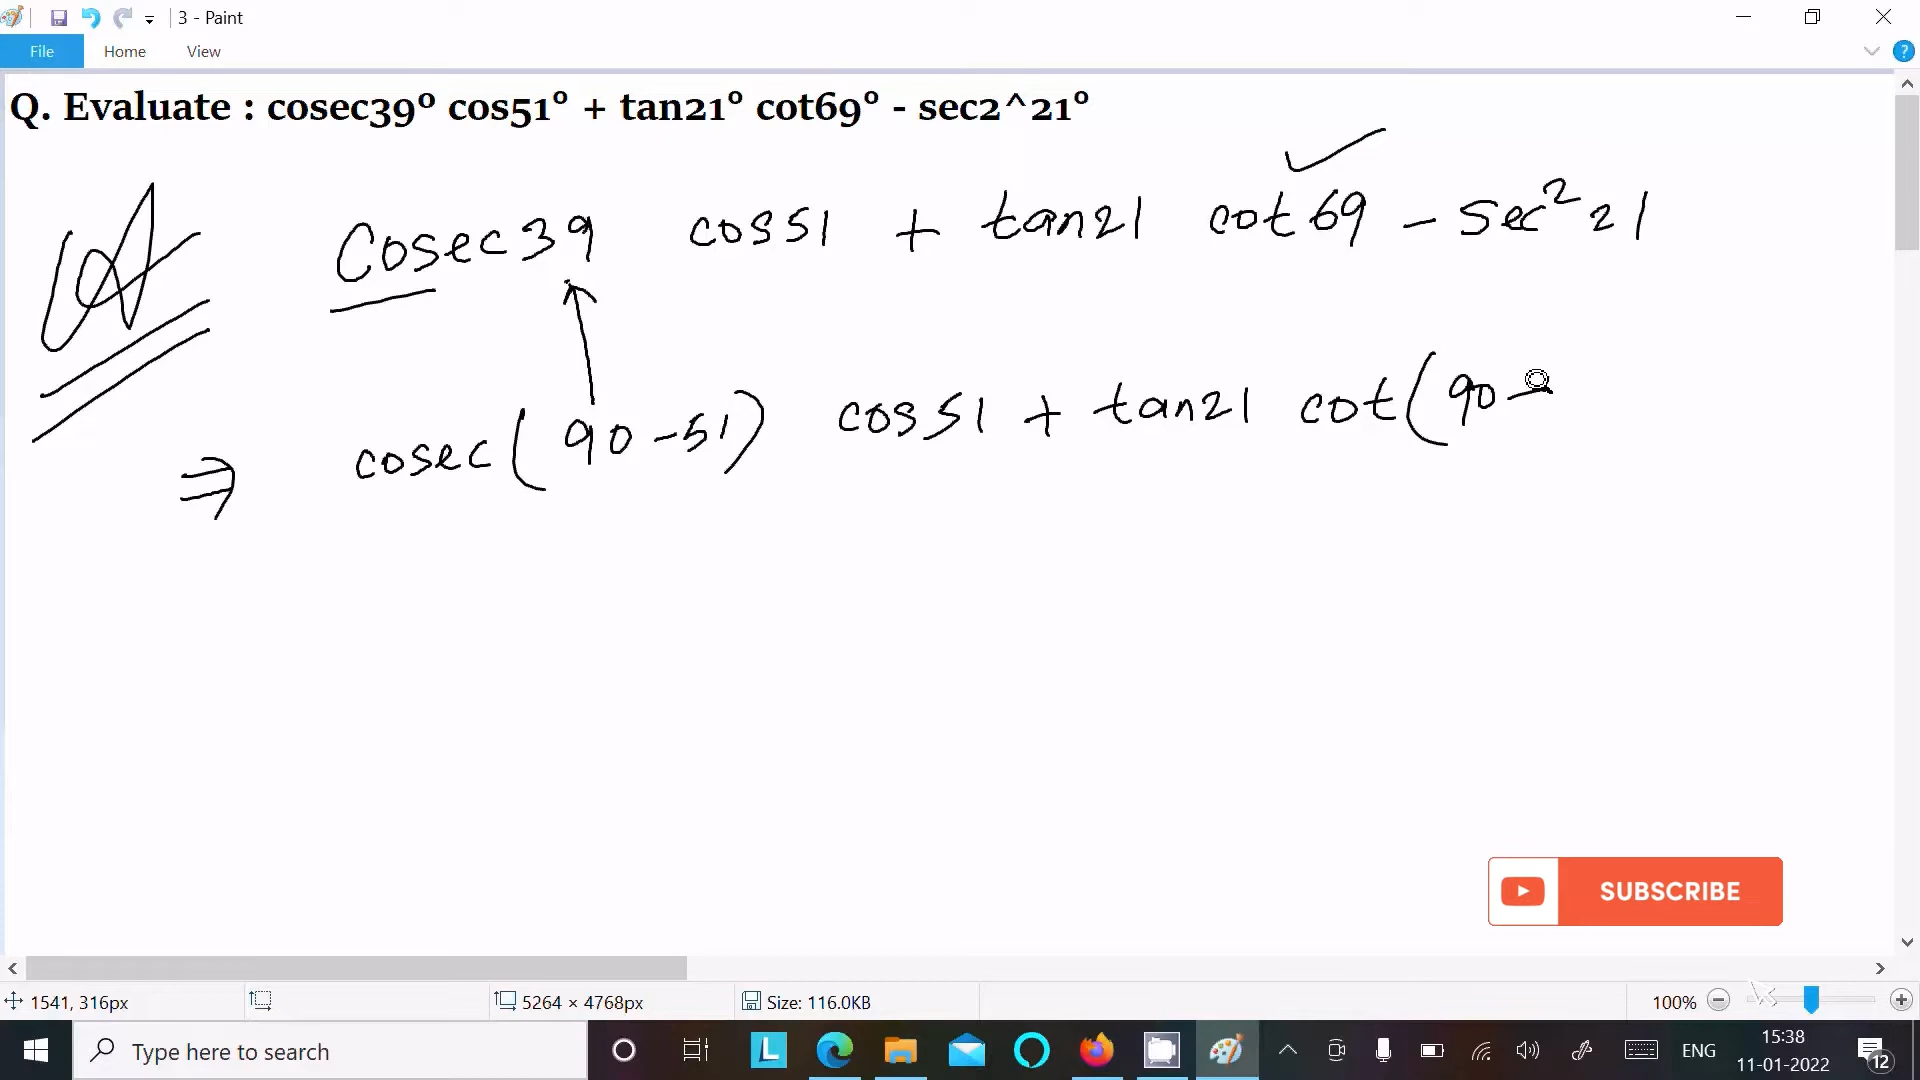 3 - Paint
File Home View
Q. Evaluate : cosec39° cos51° + tan21° cot69° - sec2^21°
Cosec39 cos51 + tan21 cot69 - Sec²21
⇒ cosec(90-51) cos51 + tan21 cot(90-
SUBSCRIBE
1541, 316px 5264 × 4768px Size: 116.0KB 100%
Type here to search L ENG 15:38
11-01-2022 12